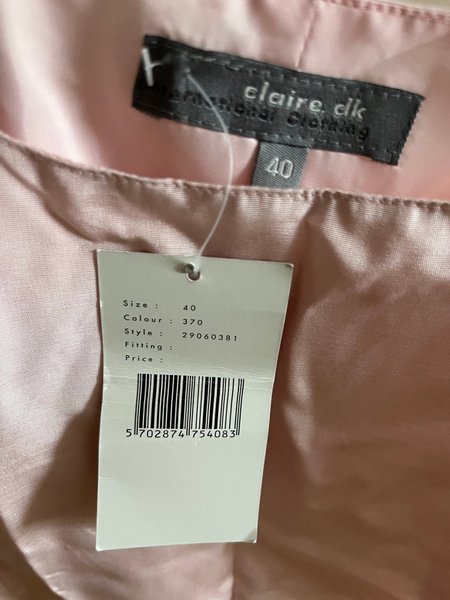 claire.dk
International Clothing
40
Size : 40
Colour : 370
Style : 29060381
Fitting :
Price :
5 702874 754083